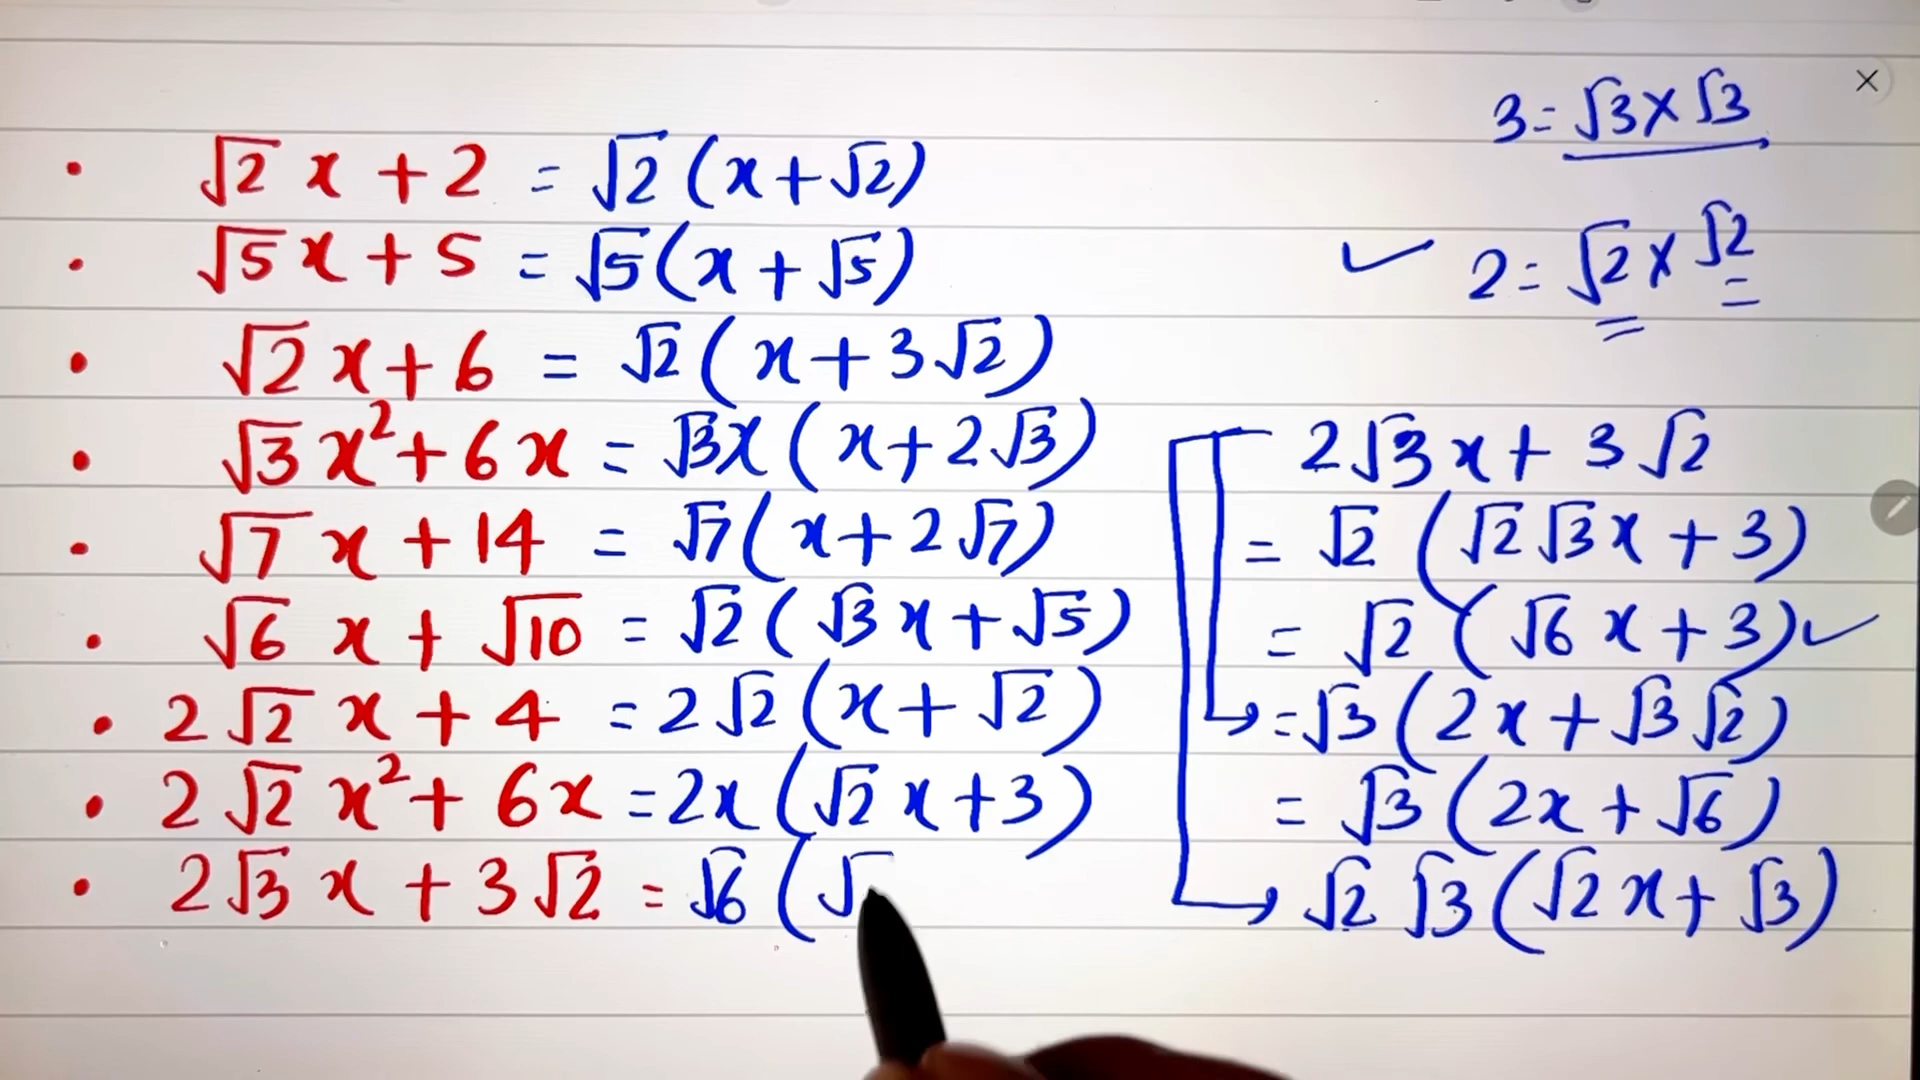 • √2 x + 2 = √2 (x + √2)
• √5 x + 5 = √5 (x + √5)
• √2 x + 6 = √2 (x + 3√2)
• √3 x² + 6x = √3x (x + 2√3)
• √7 x + 14 = √7 (x + 2√7)
• √6 x + √10 = √2 (√3 x + √5)
• 2√2 x + 4 = 2√2 (x + √2)
• 2√2 x² + 6x = 2x (√2 x + 3)
• 2√3 x + 3√2 = √6 (√
3 = √3 × √3
✓ 2 = √2 × √2
2√3 x + 3√2
= √2 (√2 √3 x + 3)
= √2 (√6 x + 3) ✓
→ = √3 (2x + √3 √2)
= √3 (2x + √6)
→ √2 √3 (√2 x + √3)